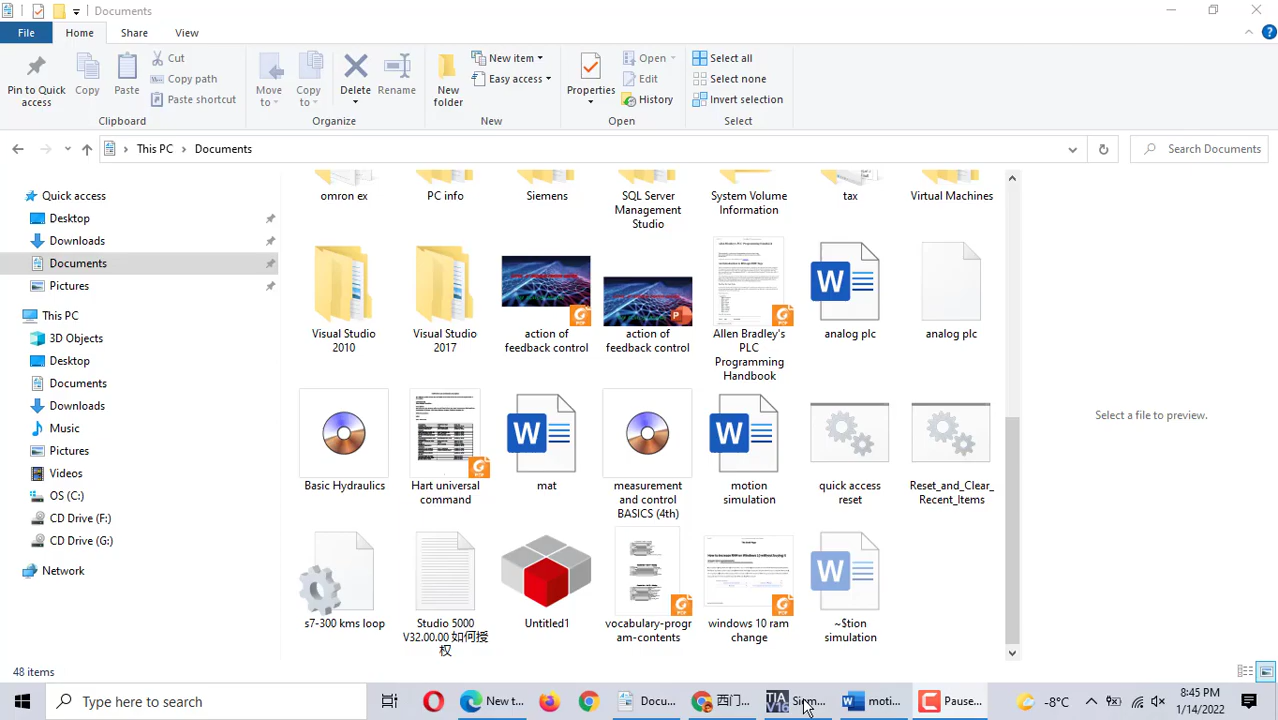 Documents
File Home Share View
Pin to Quick access
Copy
Paste
Cut
Copy path
Paste shortcut
Clipboard
Move to
Copy to
Delete
Rename
Organize
New folder
New item
Easy access
New
Properties
Open
Edit
History
Open
Select all
Select none
Invert selection
Select
This PC
Documents
Search Documents
Quick access
Desktop
Downloads
Documents
Pictures
This PC
3D Objects
Desktop
Documents
Downloads
Music
Pictures
Videos
OS (C:)
CD Drive (F:)
CD Drive (G:)
Network
omron ex
PC info
Siemens
SQL Server Management Studio
System Volume Information
tax
Virtual Machines
Visual Studio 2010
Visual Studio 2017
action of feedback control
action of feedback control
Allen Bradley's PLC Programming Handbook
analog plc
analog plc
Basic Hydraulics
Hart universal command
mat
measurement and control BASICS (4th)
motion simulation
quick access reset
Reset_and_Clear_Recent_Items
s7-300 kms loop
Studio 5000 V32.00.00 如何授权
Untitled1
vocabulary-program-contents
windows 10 ram change
~$tion simulation
Select a file to preview.
48 items
Type here to search
New t...
Docu...
西门...
TIA V16
Siem...
moti...
Pause...
-8°C
8:45 PM
1/14/2022